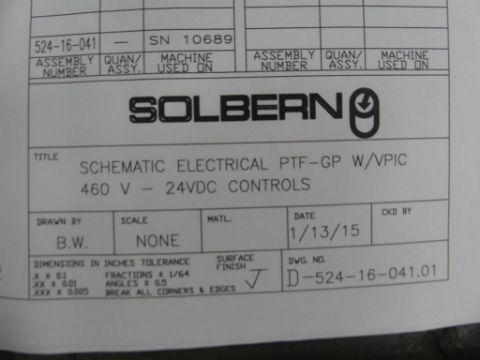 524-16-041 — SN 10689
ASSEMBLY NUMBER QUAN/ ASSY. MACHINE USED ON ASSEMBLY NUMBER QUAN/ ASSY. MACHINE USED ON
SOLBERN
TITLE
SCHEMATIC ELECTRICAL PTF-GP W/VPIC
460 V - 24VDC CONTROLS
DRAWN BY SCALE MATL. DATE CKD BY
B.W. NONE 1/13/15
DIMENSIONS IN INCHES TOLERANCE SURFACE FINISH DWG. NO.
.X ± 0.1 FRACTIONS ± 1/64
.XX ± 0.01 ANGLES ± 0.5
.XXX ± 0.005 BREAK ALL CORNERS & EDGES
D-524-16-041.01